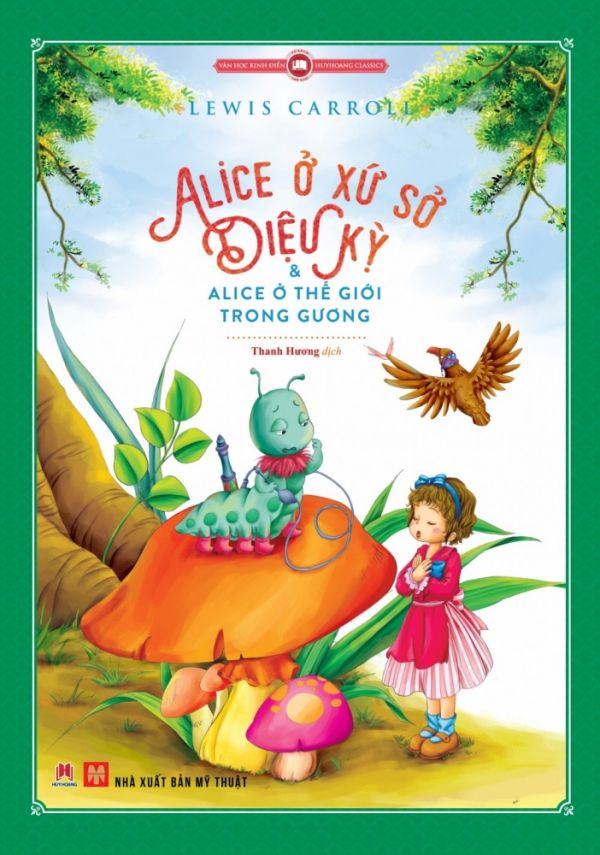 VĂN HỌC KINH ĐIỂN HUYHOANG CLASSICS
LEWIS CARROLL
ALICE Ở XỨ SỞ
DIỆU KỲ
&
ALICE Ở THẾ GIỚI
TRONG GƯƠNG
Thanh Hương dịch
HUYHOANG
NHÀ XUẤT BẢN MỸ THUẬT